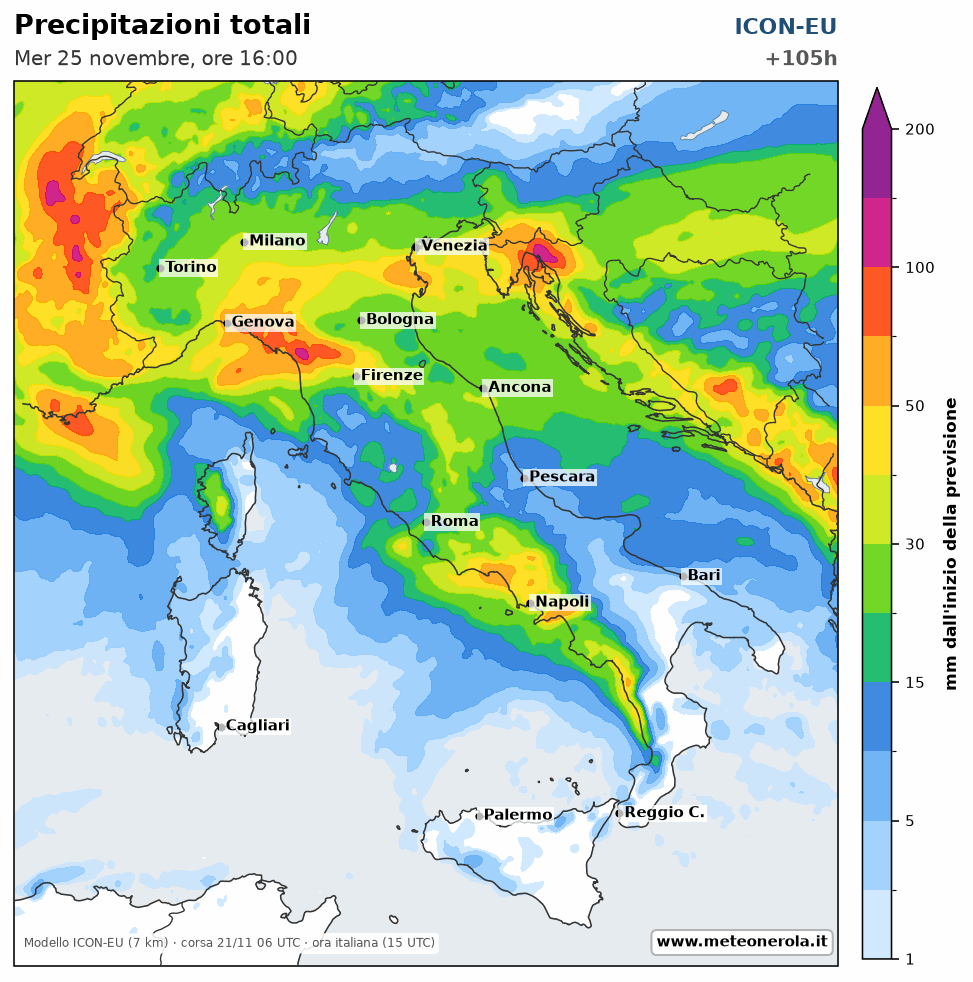 Precipitazioni totali
ICON-EU
Mer 25 novembre, ore 16:00
+105h
200
100
50
30
15
5
1
mm dall'inizio della previsione
Milano
Venezia
Torino
Genova
Bologna
Firenze
Ancona
Pescara
Roma
Bari
Napoli
Cagliari
Palermo
Reggio C.
Modello ICON-EU (7 km) · corsa 21/11 06 UTC · ora italiana (15 UTC)
www.meteonerola.it